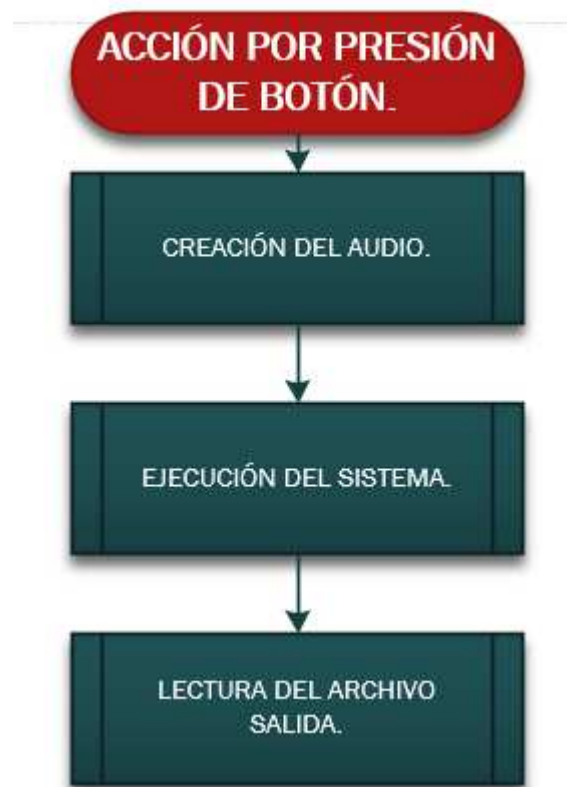 ACCIÓN POR PRESIÓN
DE BOTÓN.
CREACIÓN DEL AUDIO.
EJECUCIÓN DEL SISTEMA.
LECTURA DEL ARCHIVO
SALIDA.